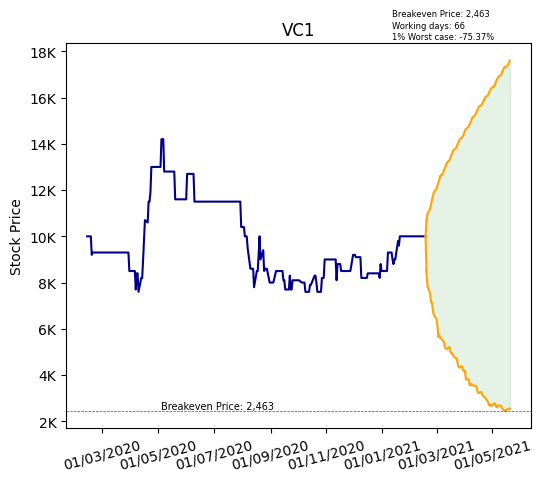 Breakeven Price: 2,463
Working days: 66
1% Worst case: -75.37%
VC1
Stock Price
18K
16K
14K
12K
10K
8K
6K
4K
2K
Breakeven Price: 2,463
01/03/2020
01/05/2020
01/07/2020
01/09/2020
01/11/2020
01/01/2021
01/03/2021
01/05/2021